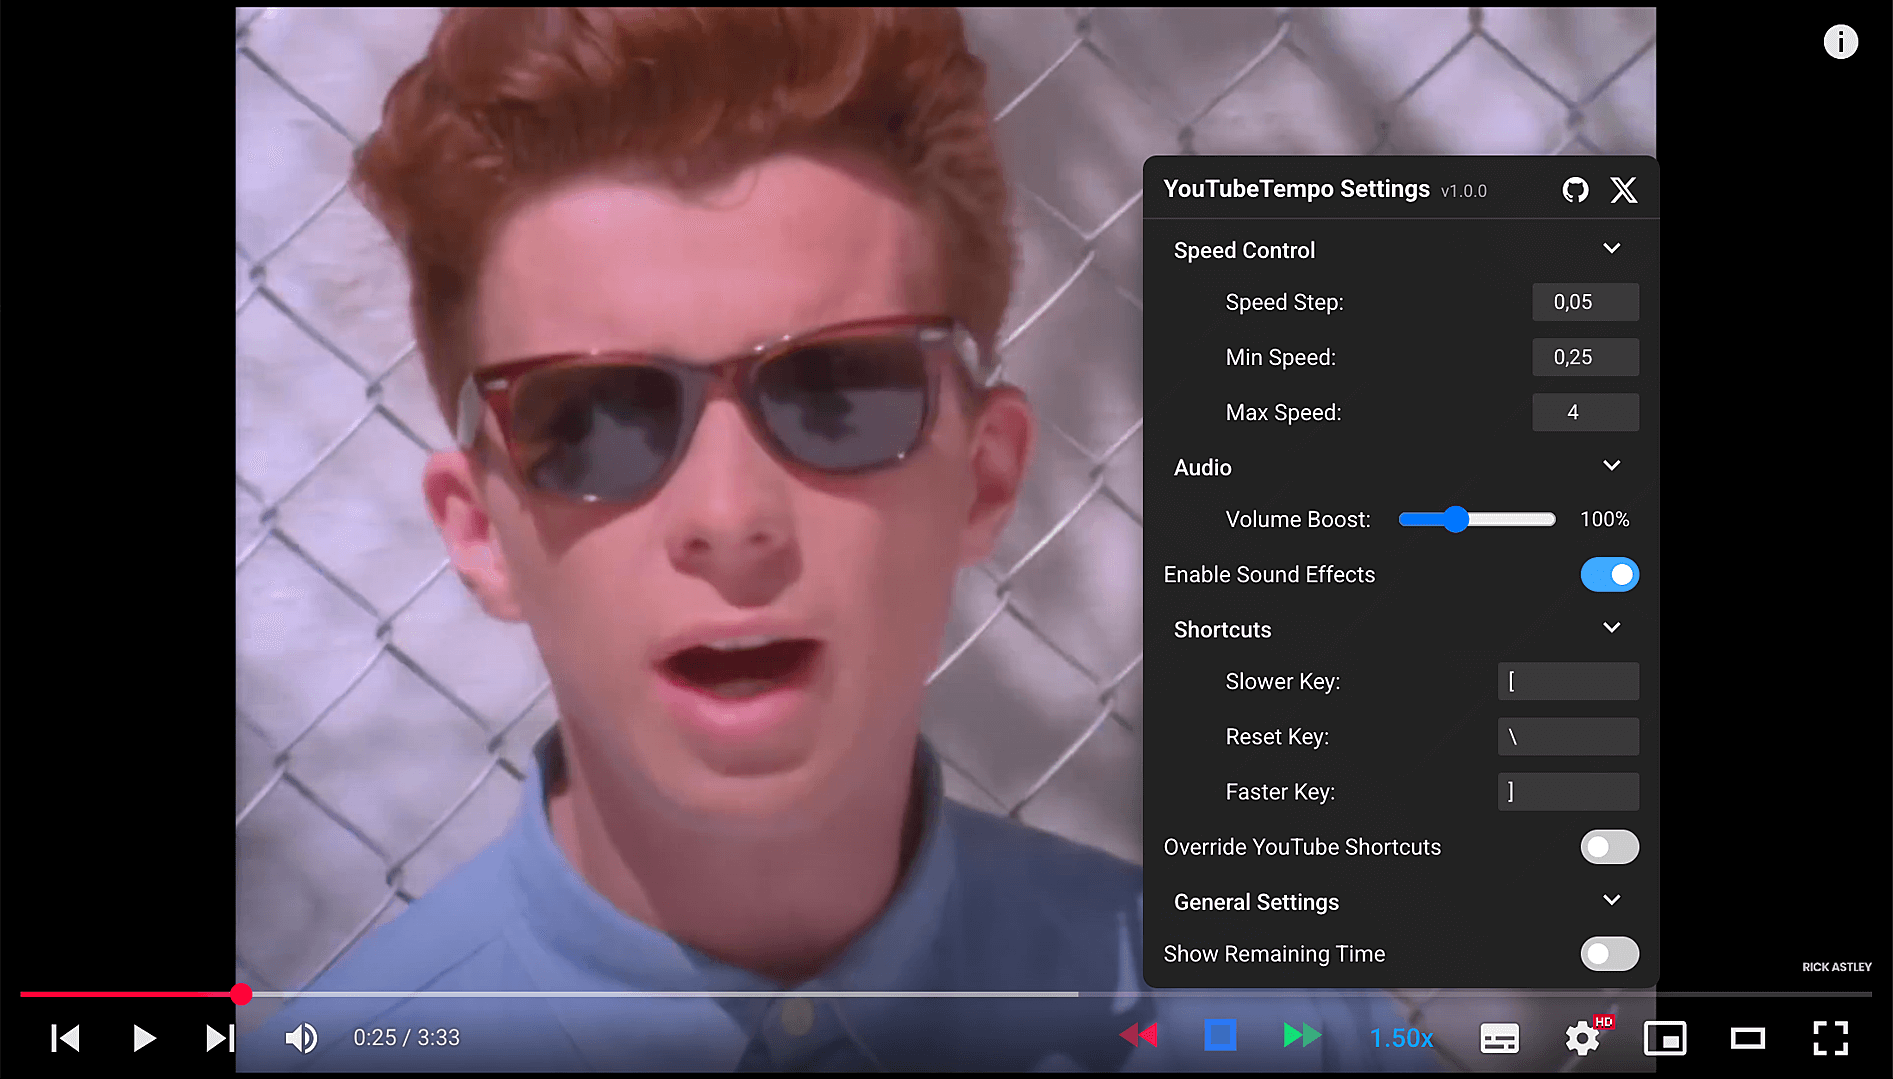 YouTubeTempo Settings v1.0.0
Speed Control
Speed Step: 0,05
Min Speed: 0,25
Max Speed: 4
Audio
Volume Boost: 100%
Enable Sound Effects
Shortcuts
Slower Key: [
Reset Key: \
Faster Key: ]
Override YouTube Shortcuts
General Settings
Show Remaining Time
RICK ASTLEY
0:25 / 3:33
1.50x
HD